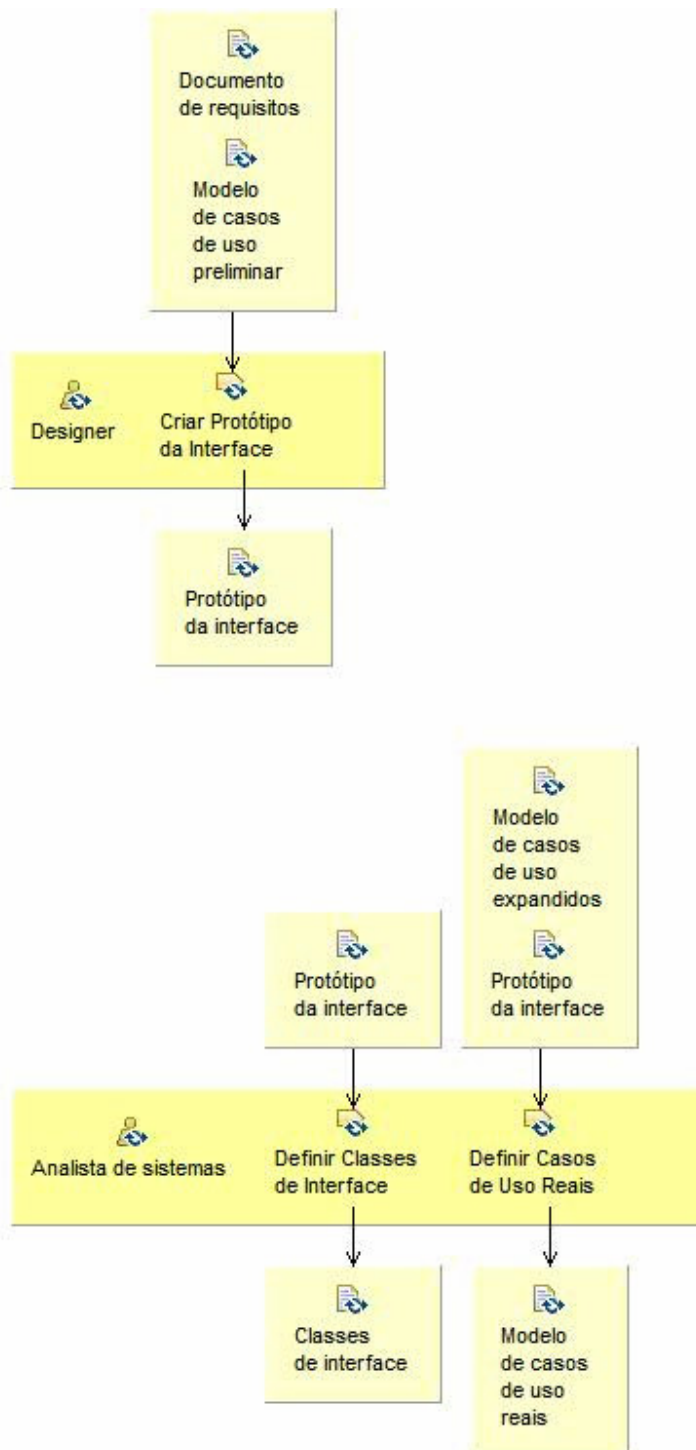 Documento
de requisitos
Modelo
de casos
de uso
preliminar
Designer
Criar Protótipo
da Interface
Protótipo
da interface
Modelo
de casos
de uso
expandidos
Protótipo
da interface
Protótipo
da interface
Analista de sistemas
Definir Classes
de Interface
Definir Casos
de Uso Reais
Classes
de interface
Modelo
de casos
de uso
reais